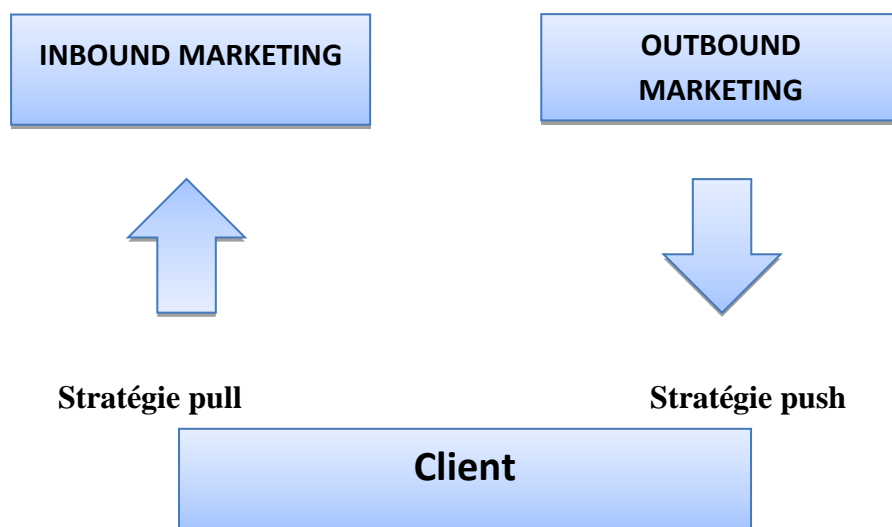 INBOUND MARKETING
OUTBOUND
MARKETING
Stratégie pull
Stratégie push
Client